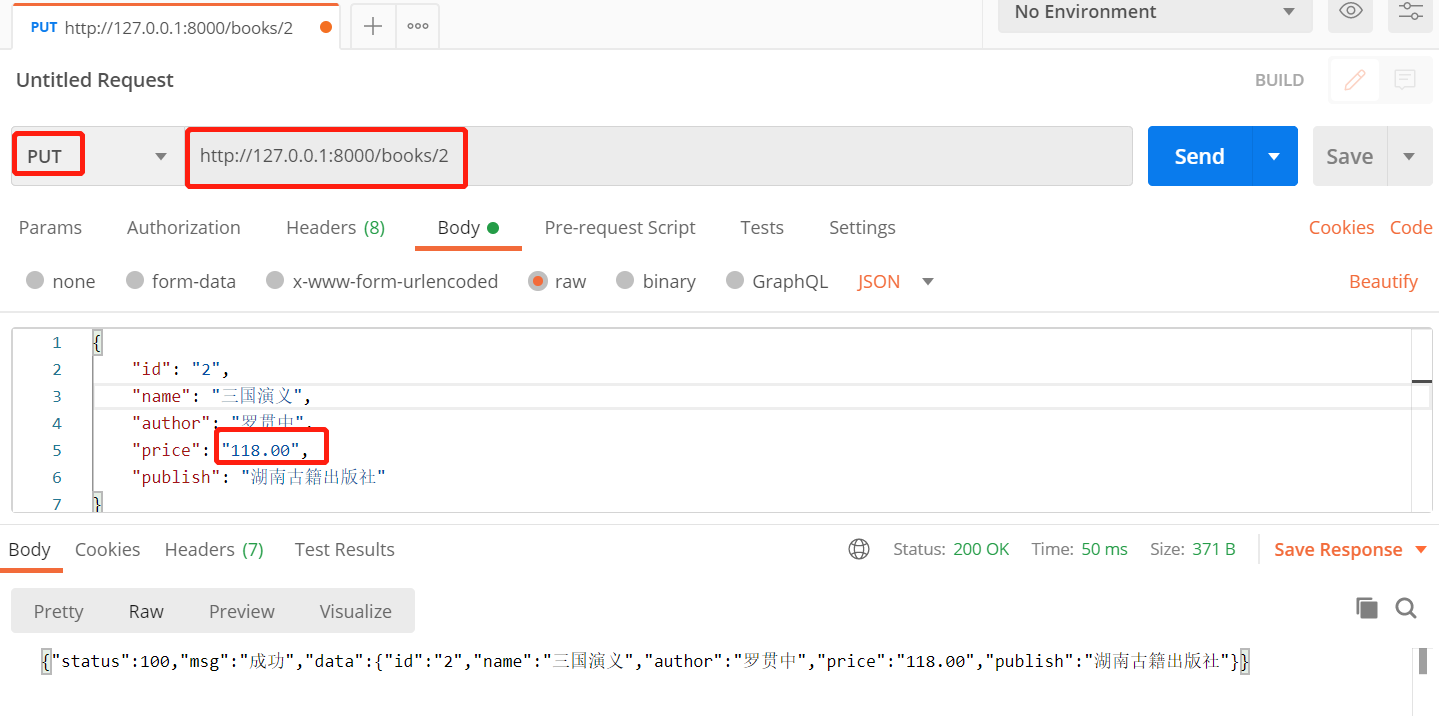 PUT http://127.0.0.1:8000/books/2
No Environment
Untitled Request
BUILD
PUT http://127.0.0.1:8000/books/2 Send Save
Params Authorization Headers (8) Body Pre-request Script Tests Settings Cookies Code
none form-data x-www-form-urlencoded raw binary GraphQL JSON Beautify
1 {
2 "id": "2",
3 "name": "三国演义",
4 "author": "罗贯中",
5 "price": "118.00",
6 "publish": "湖南古籍出版社"
7 }
Body Cookies Headers (7) Test Results Status: 200 OK Time: 50 ms Size: 371 B Save Response
Pretty Raw Preview Visualize
{"status":100,"msg":"成功","data":{"id":"2","name":"三国演义","author":"罗贯中","price":"118.00","publish":"湖南古籍出版社"}}